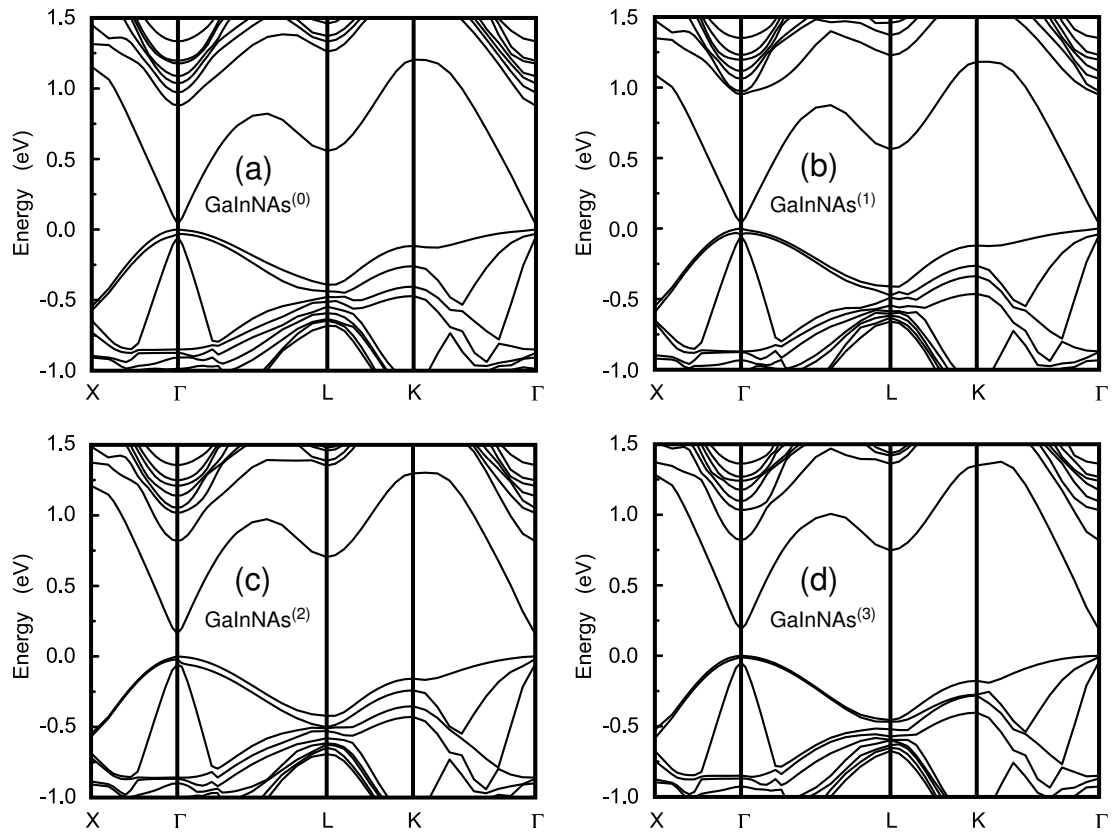 1.5
1.0
0.5
0.0
-0.5
-1.0
Energy (eV)
(a)
GaInNAs⁽⁰⁾
X Γ L K Γ
1.5
1.0
0.5
0.0
-0.5
-1.0
Energy (eV)
(b)
GaInNAs⁽¹⁾
X Γ L K Γ
1.5
1.0
0.5
0.0
-0.5
-1.0
Energy (eV)
(c)
GaInNAs⁽²⁾
X Γ L K Γ
1.5
1.0
0.5
0.0
-0.5
-1.0
Energy (eV)
(d)
GaInNAs⁽³⁾
X Γ L K Γ